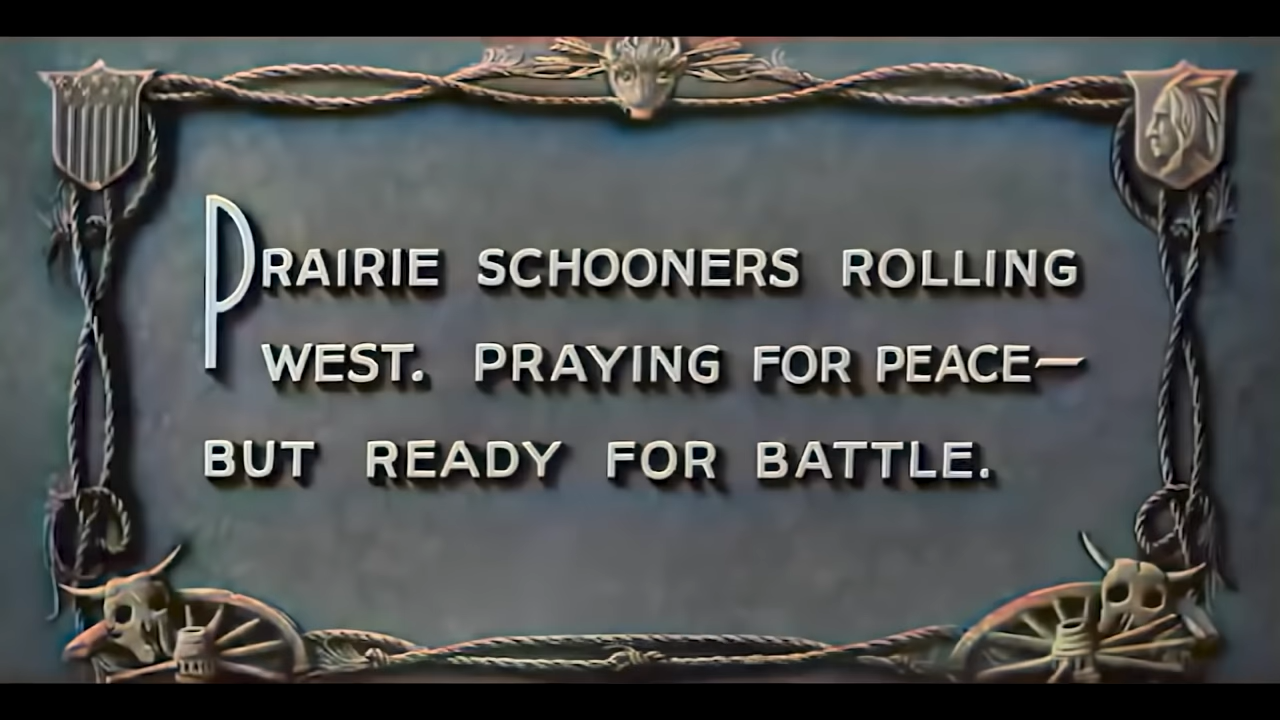 PRAIRIE SCHOONERS ROLLING
WEST. PRAYING FOR PEACE—
BUT READY FOR BATTLE.